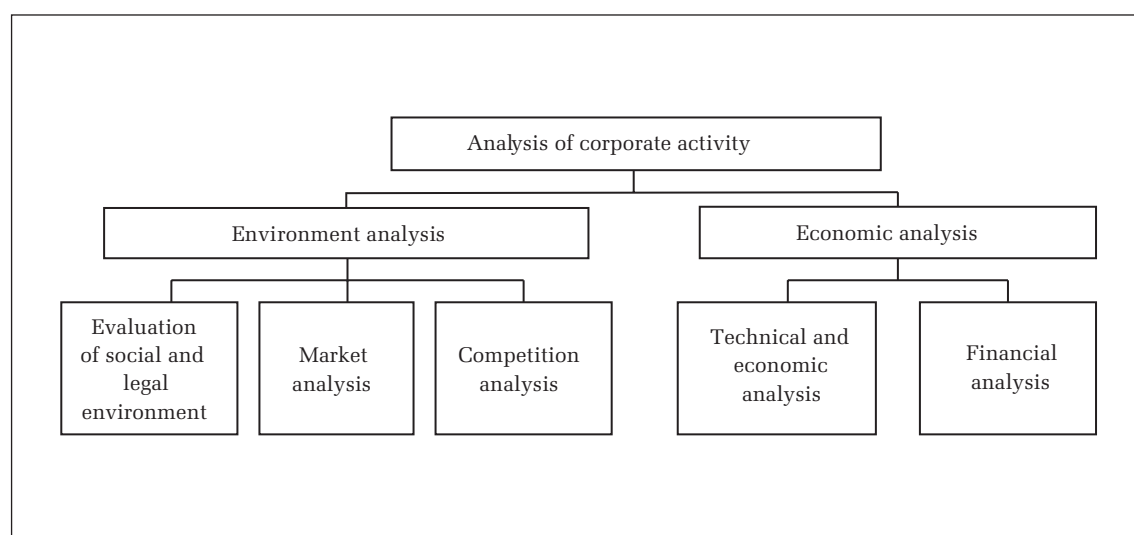 Analysis of corporate activity
Environment analysis
Economic analysis
Evaluation
of social and
legal
environment
Market
analysis
Competition
analysis
Technical and
economic
analysis
Financial
analysis